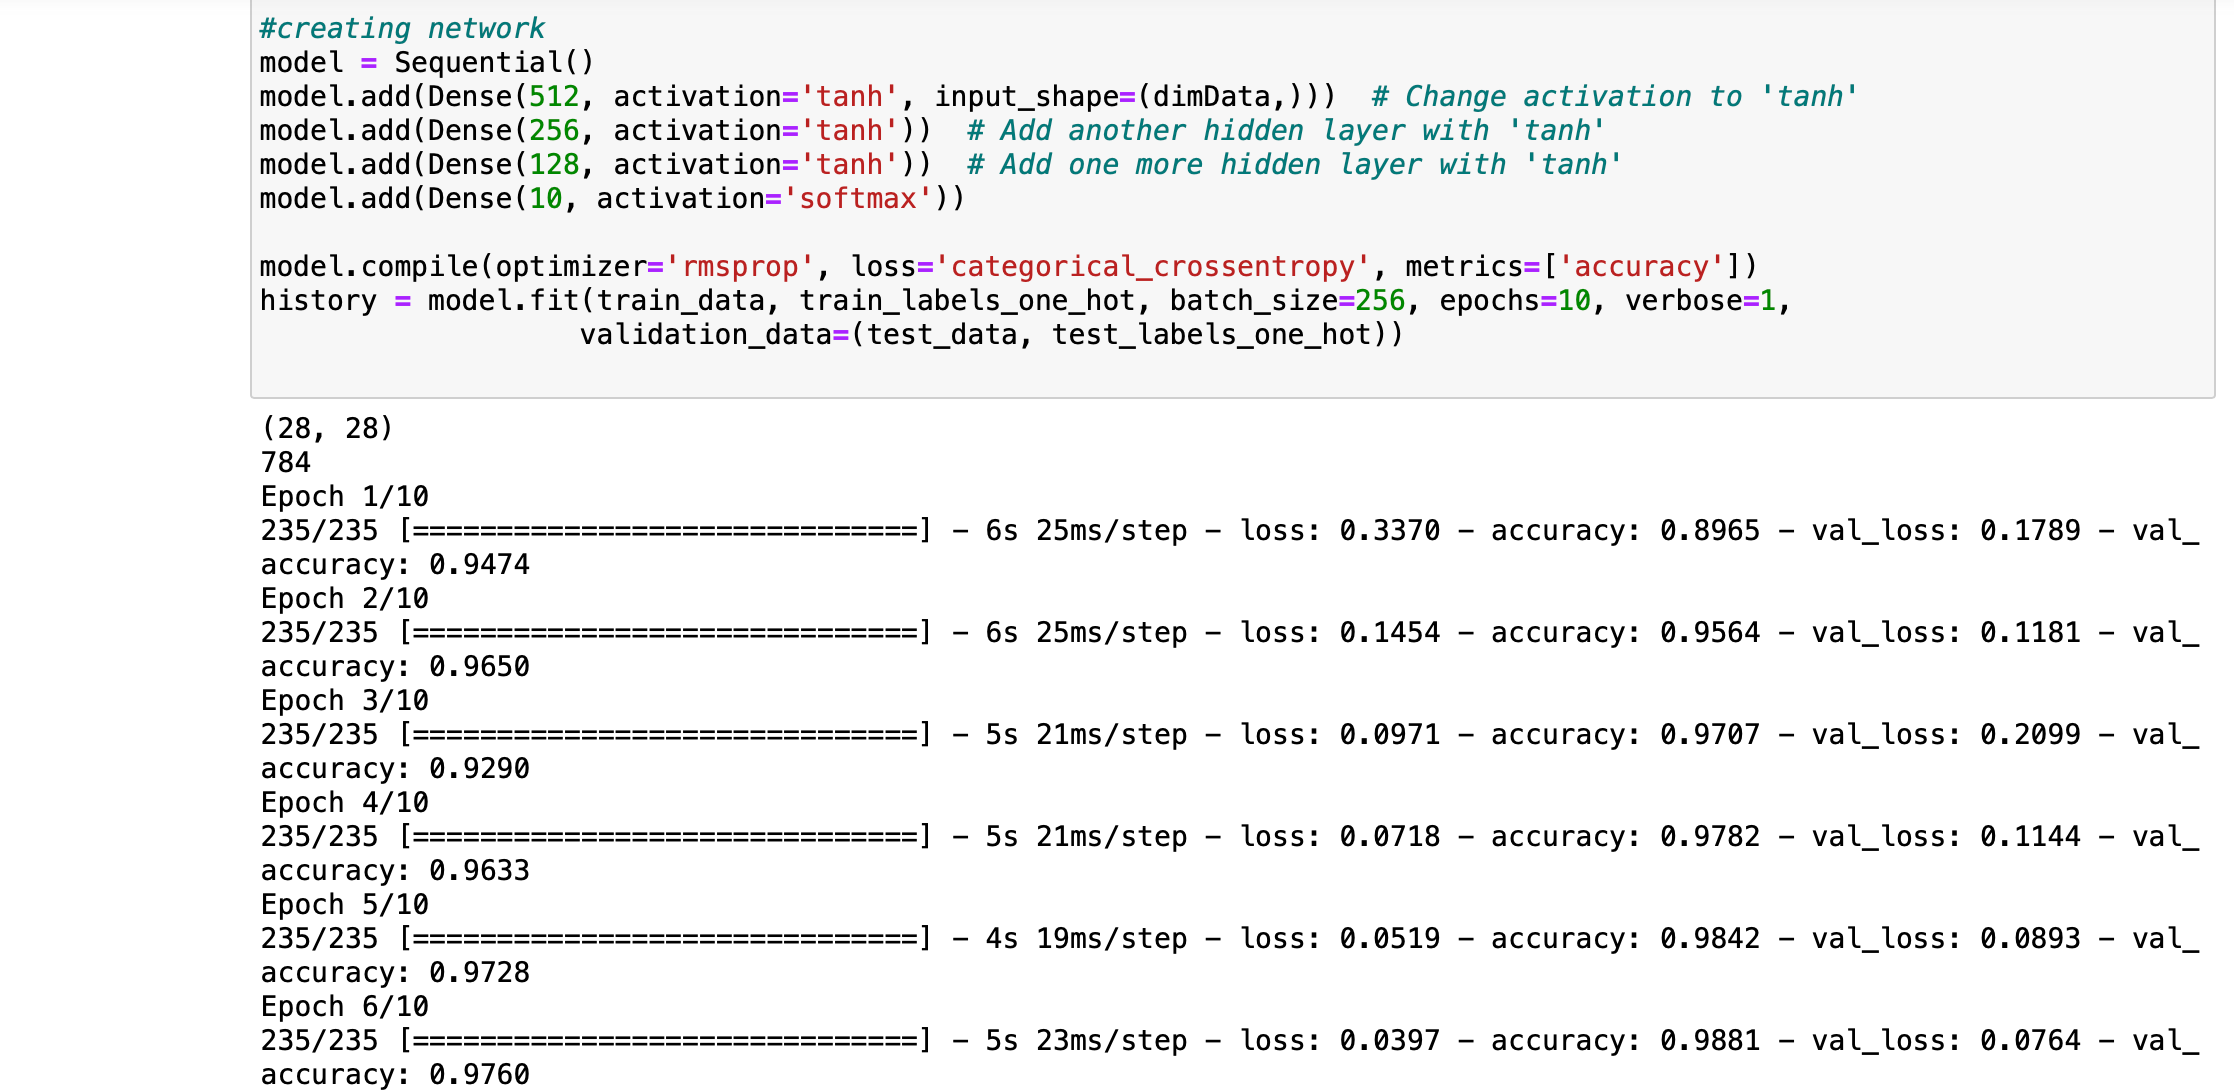 #creating network
model = Sequential()
model.add(Dense(512, activation='tanh', input_shape=(dimData,)))  # Change activation to 'tanh'
model.add(Dense(256, activation='tanh'))  # Add another hidden layer with 'tanh'
model.add(Dense(128, activation='tanh'))  # Add one more hidden layer with 'tanh'
model.add(Dense(10, activation='softmax'))

model.compile(optimizer='rmsprop', loss='categorical_crossentropy', metrics=['accuracy'])
history = model.fit(train_data, train_labels_one_hot, batch_size=256, epochs=10, verbose=1,
                   validation_data=(test_data, test_labels_one_hot))

(28, 28)
784
Epoch 1/10
235/235 [==============================] - 6s 25ms/step - loss: 0.3370 - accuracy: 0.8965 - val_loss: 0.1789 - val_
accuracy: 0.9474
Epoch 2/10
235/235 [==============================] - 6s 25ms/step - loss: 0.1454 - accuracy: 0.9564 - val_loss: 0.1181 - val_
accuracy: 0.9650
Epoch 3/10
235/235 [==============================] - 5s 21ms/step - loss: 0.0971 - accuracy: 0.9707 - val_loss: 0.2099 - val_
accuracy: 0.9290
Epoch 4/10
235/235 [==============================] - 5s 21ms/step - loss: 0.0718 - accuracy: 0.9782 - val_loss: 0.1144 - val_
accuracy: 0.9633
Epoch 5/10
235/235 [==============================] - 4s 19ms/step - loss: 0.0519 - accuracy: 0.9842 - val_loss: 0.0893 - val_
accuracy: 0.9728
Epoch 6/10
235/235 [==============================] - 5s 23ms/step - loss: 0.0397 - accuracy: 0.9881 - val_loss: 0.0764 - val_
accuracy: 0.9760